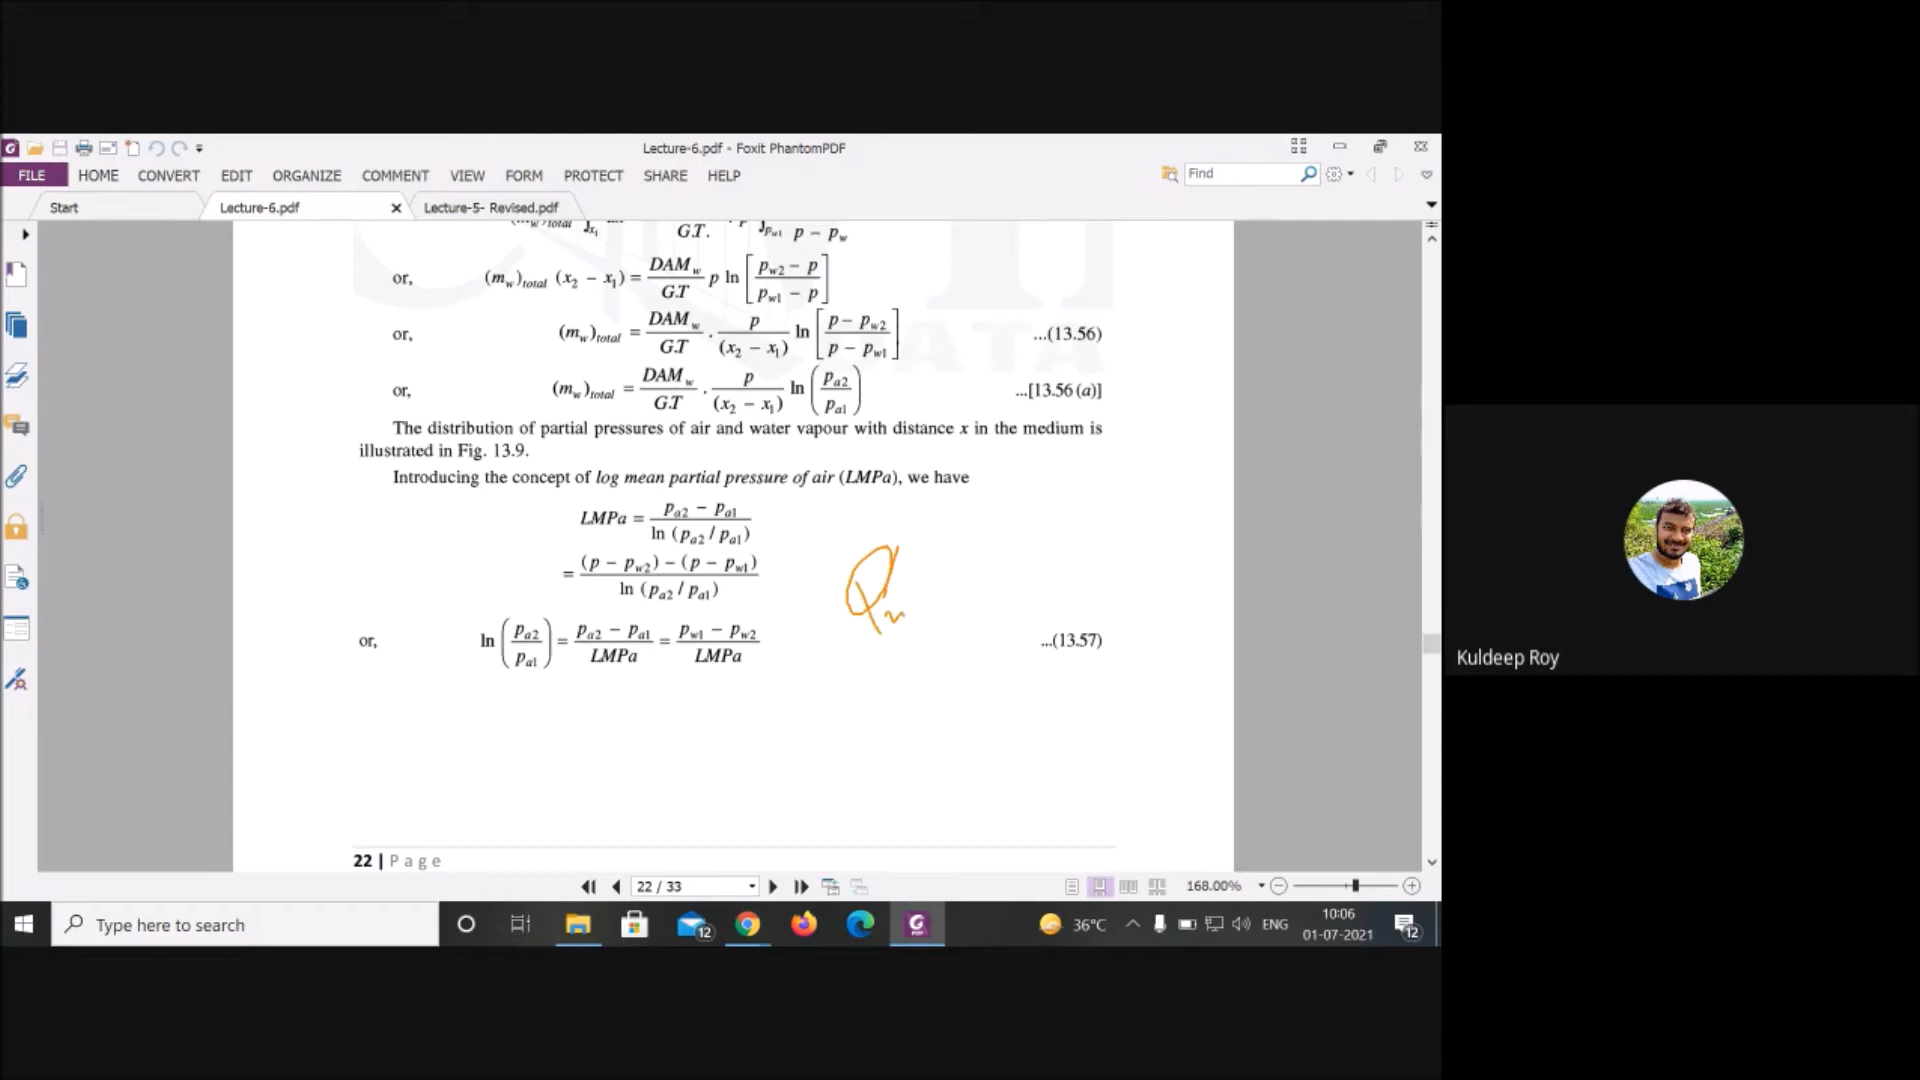 Lecture-6.pdf - Foxit PhantomPDF
FILE HOME CONVERT EDIT ORGANIZE COMMENT VIEW FORM PROTECT SHARE HELP Find
Start Lecture-6.pdf Lecture-5- Revised.pdf
G.T. p − p_w
or, (m_w)_total (x_2 − x_1) = DAM_w / G.T p ln [ p_w2 − p / p_w1 − p ]
or, (m_w)_total = DAM_w / G.T . p / (x_2 − x_1) ln [ p − p_w2 / p − p_w1 ] ...(13.56)
or, (m_w)_total = DAM_w / G.T . p / (x_2 − x_1) ln ( p_a2 / p_a1 ) ...[13.56 (a)]
The distribution of partial pressures of air and water vapour with distance x in the medium is
illustrated in Fig. 13.9.
Introducing the concept of log mean partial pressure of air (LMPa), we have
LMPa = p_a2 − p_a1 / ln (p_a2 / p_a1)
= (p − p_w2) − (p − p_w1) / ln (p_a2 / p_a1)
or, ln ( p_a2 / p_a1 ) = p_a2 − p_a1 / LMPa = p_w1 − p_w2 / LMPa ...(13.57)
22 | Page
22 / 33 168.00%
Type here to search 12 36°C ENG 10:06 01-07-2021 12
Kuldeep Roy